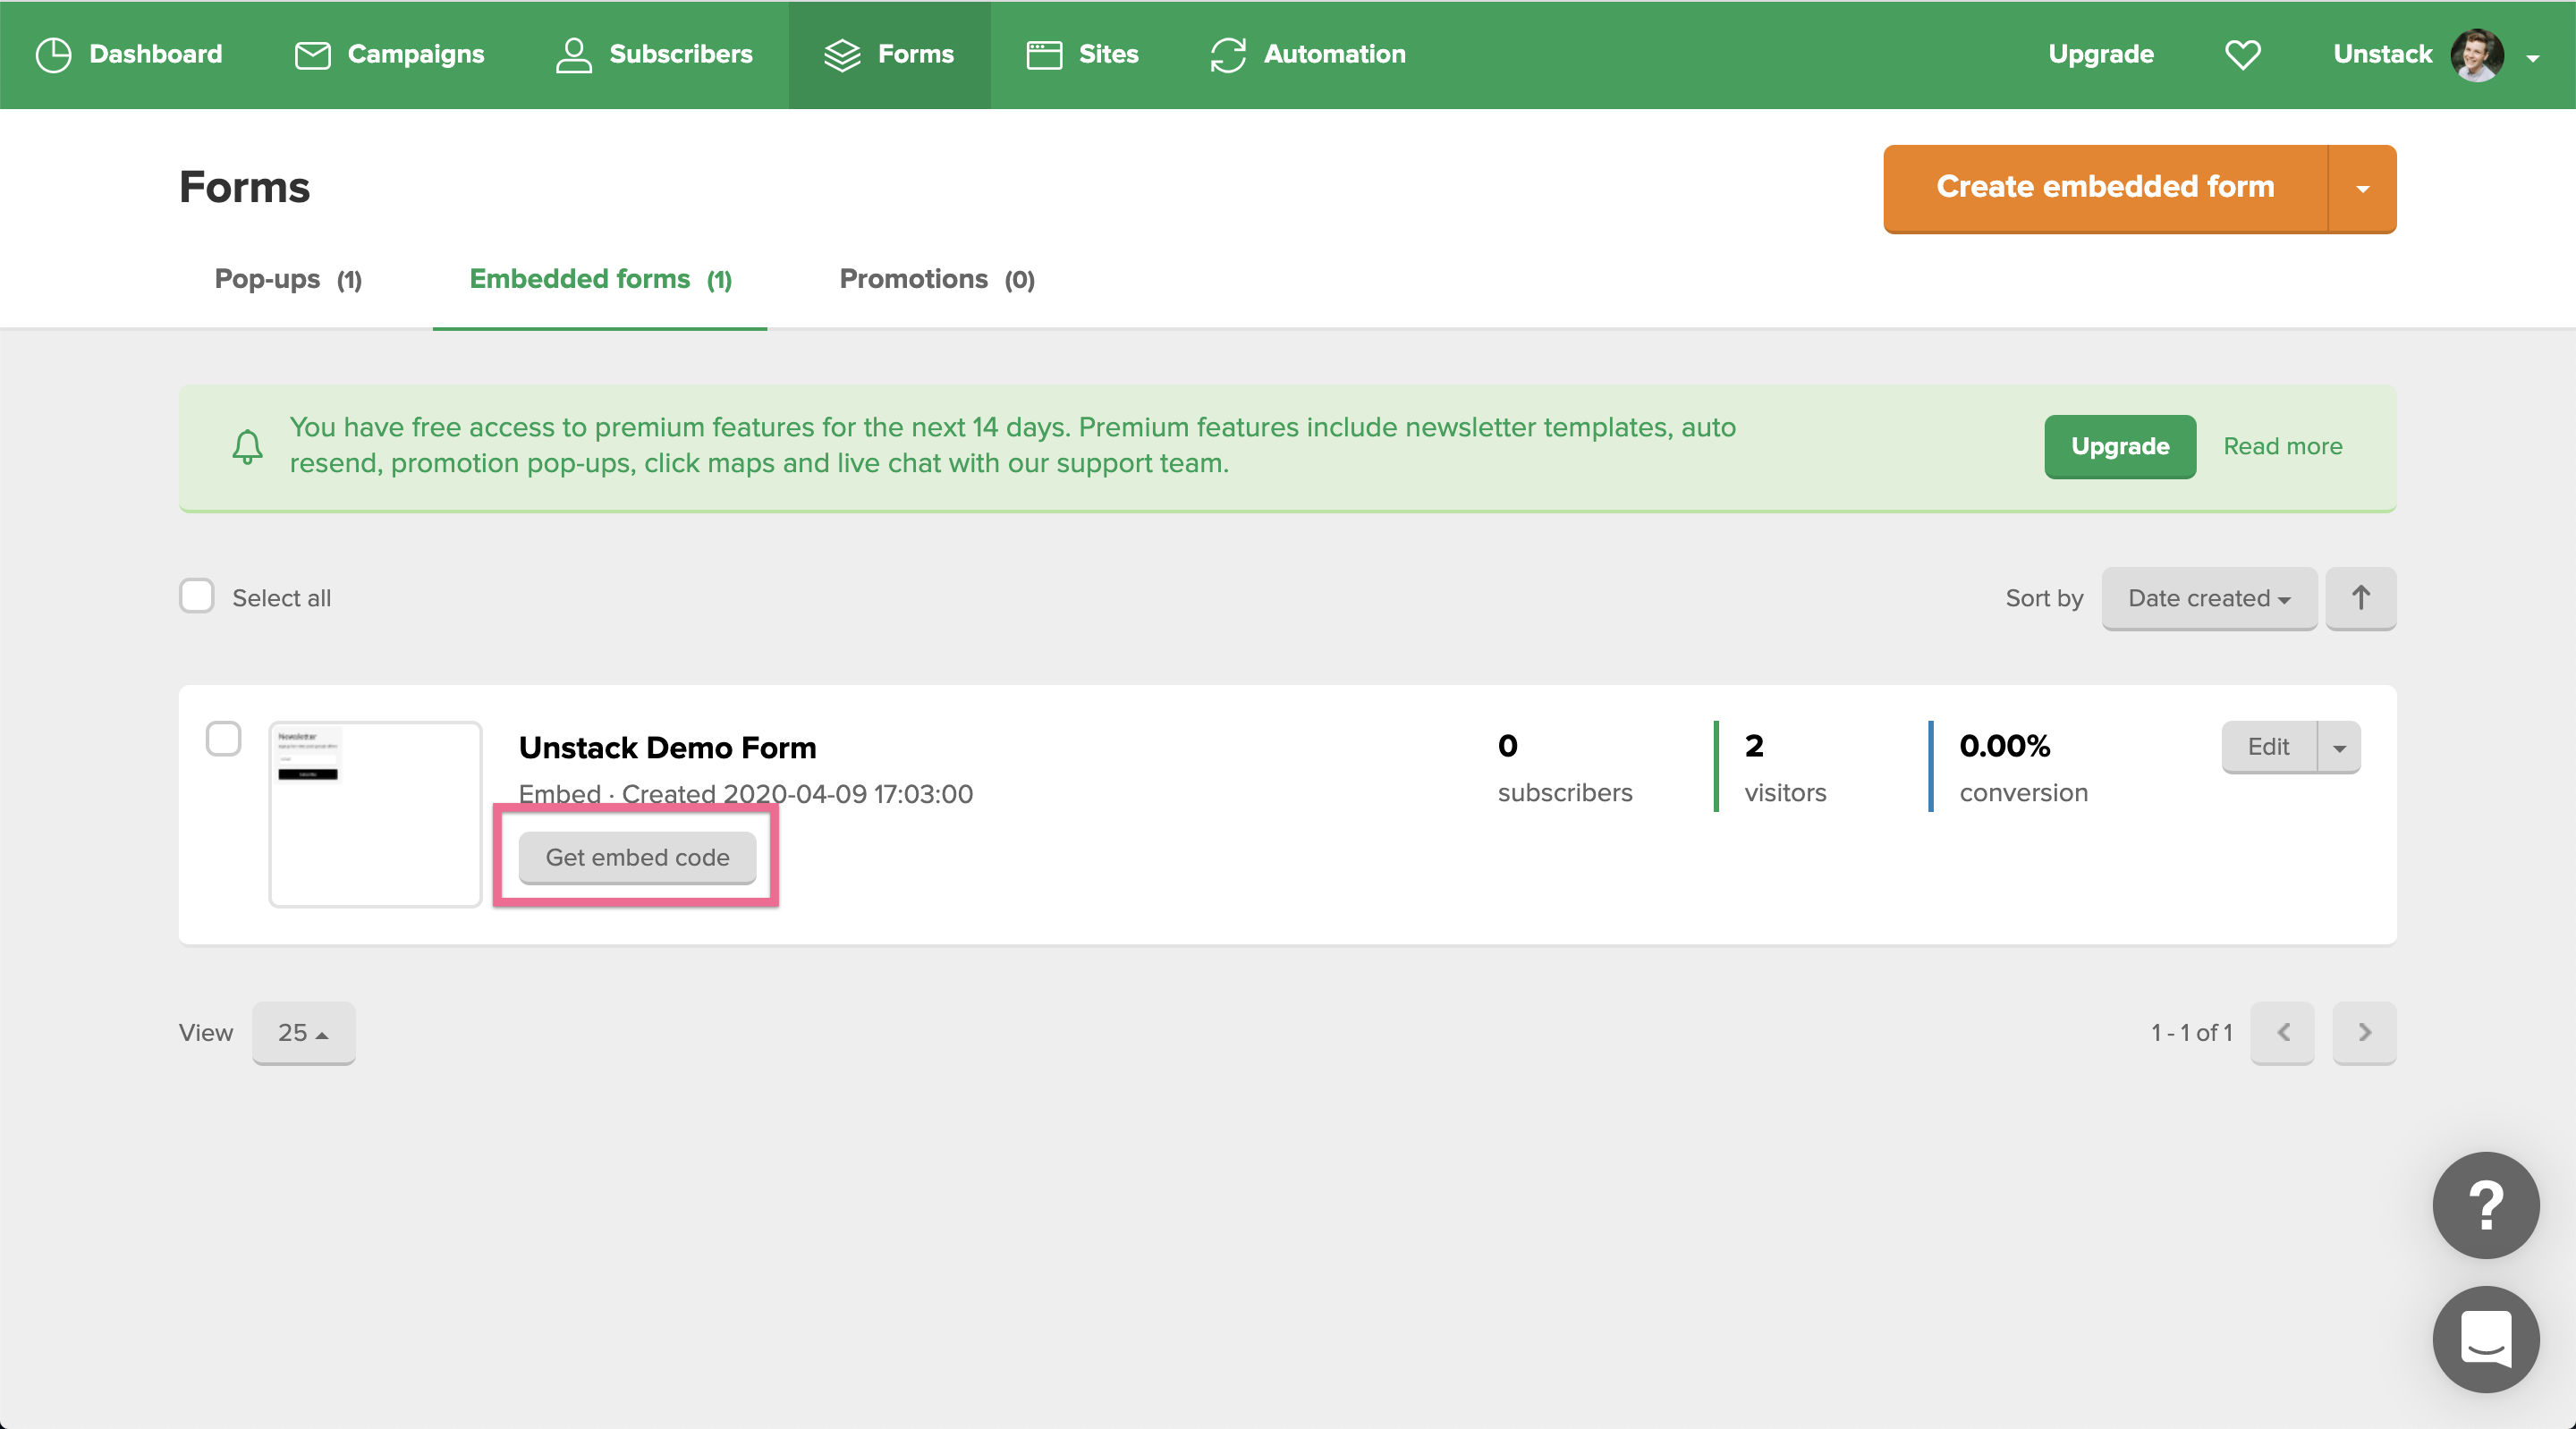 Dashboard
Campaigns
Subscribers
Forms
Sites
Automation
Upgrade
Unstack
Forms
Create embedded form
Pop-ups (1)
Embedded forms (1)
Promotions (0)
You have free access to premium features for the next 14 days. Premium features include newsletter templates, auto
resend, promotion pop-ups, click maps and live chat with our support team.
Upgrade
Read more
Select all
Sort by
Date created
Newsletter
Unstack Demo Form
Embed · Created 2020-04-09 17:03:00
Get embed code
0
subscribers
2
visitors
0.00%
conversion
Edit
View
25
1 - 1 of 1
?